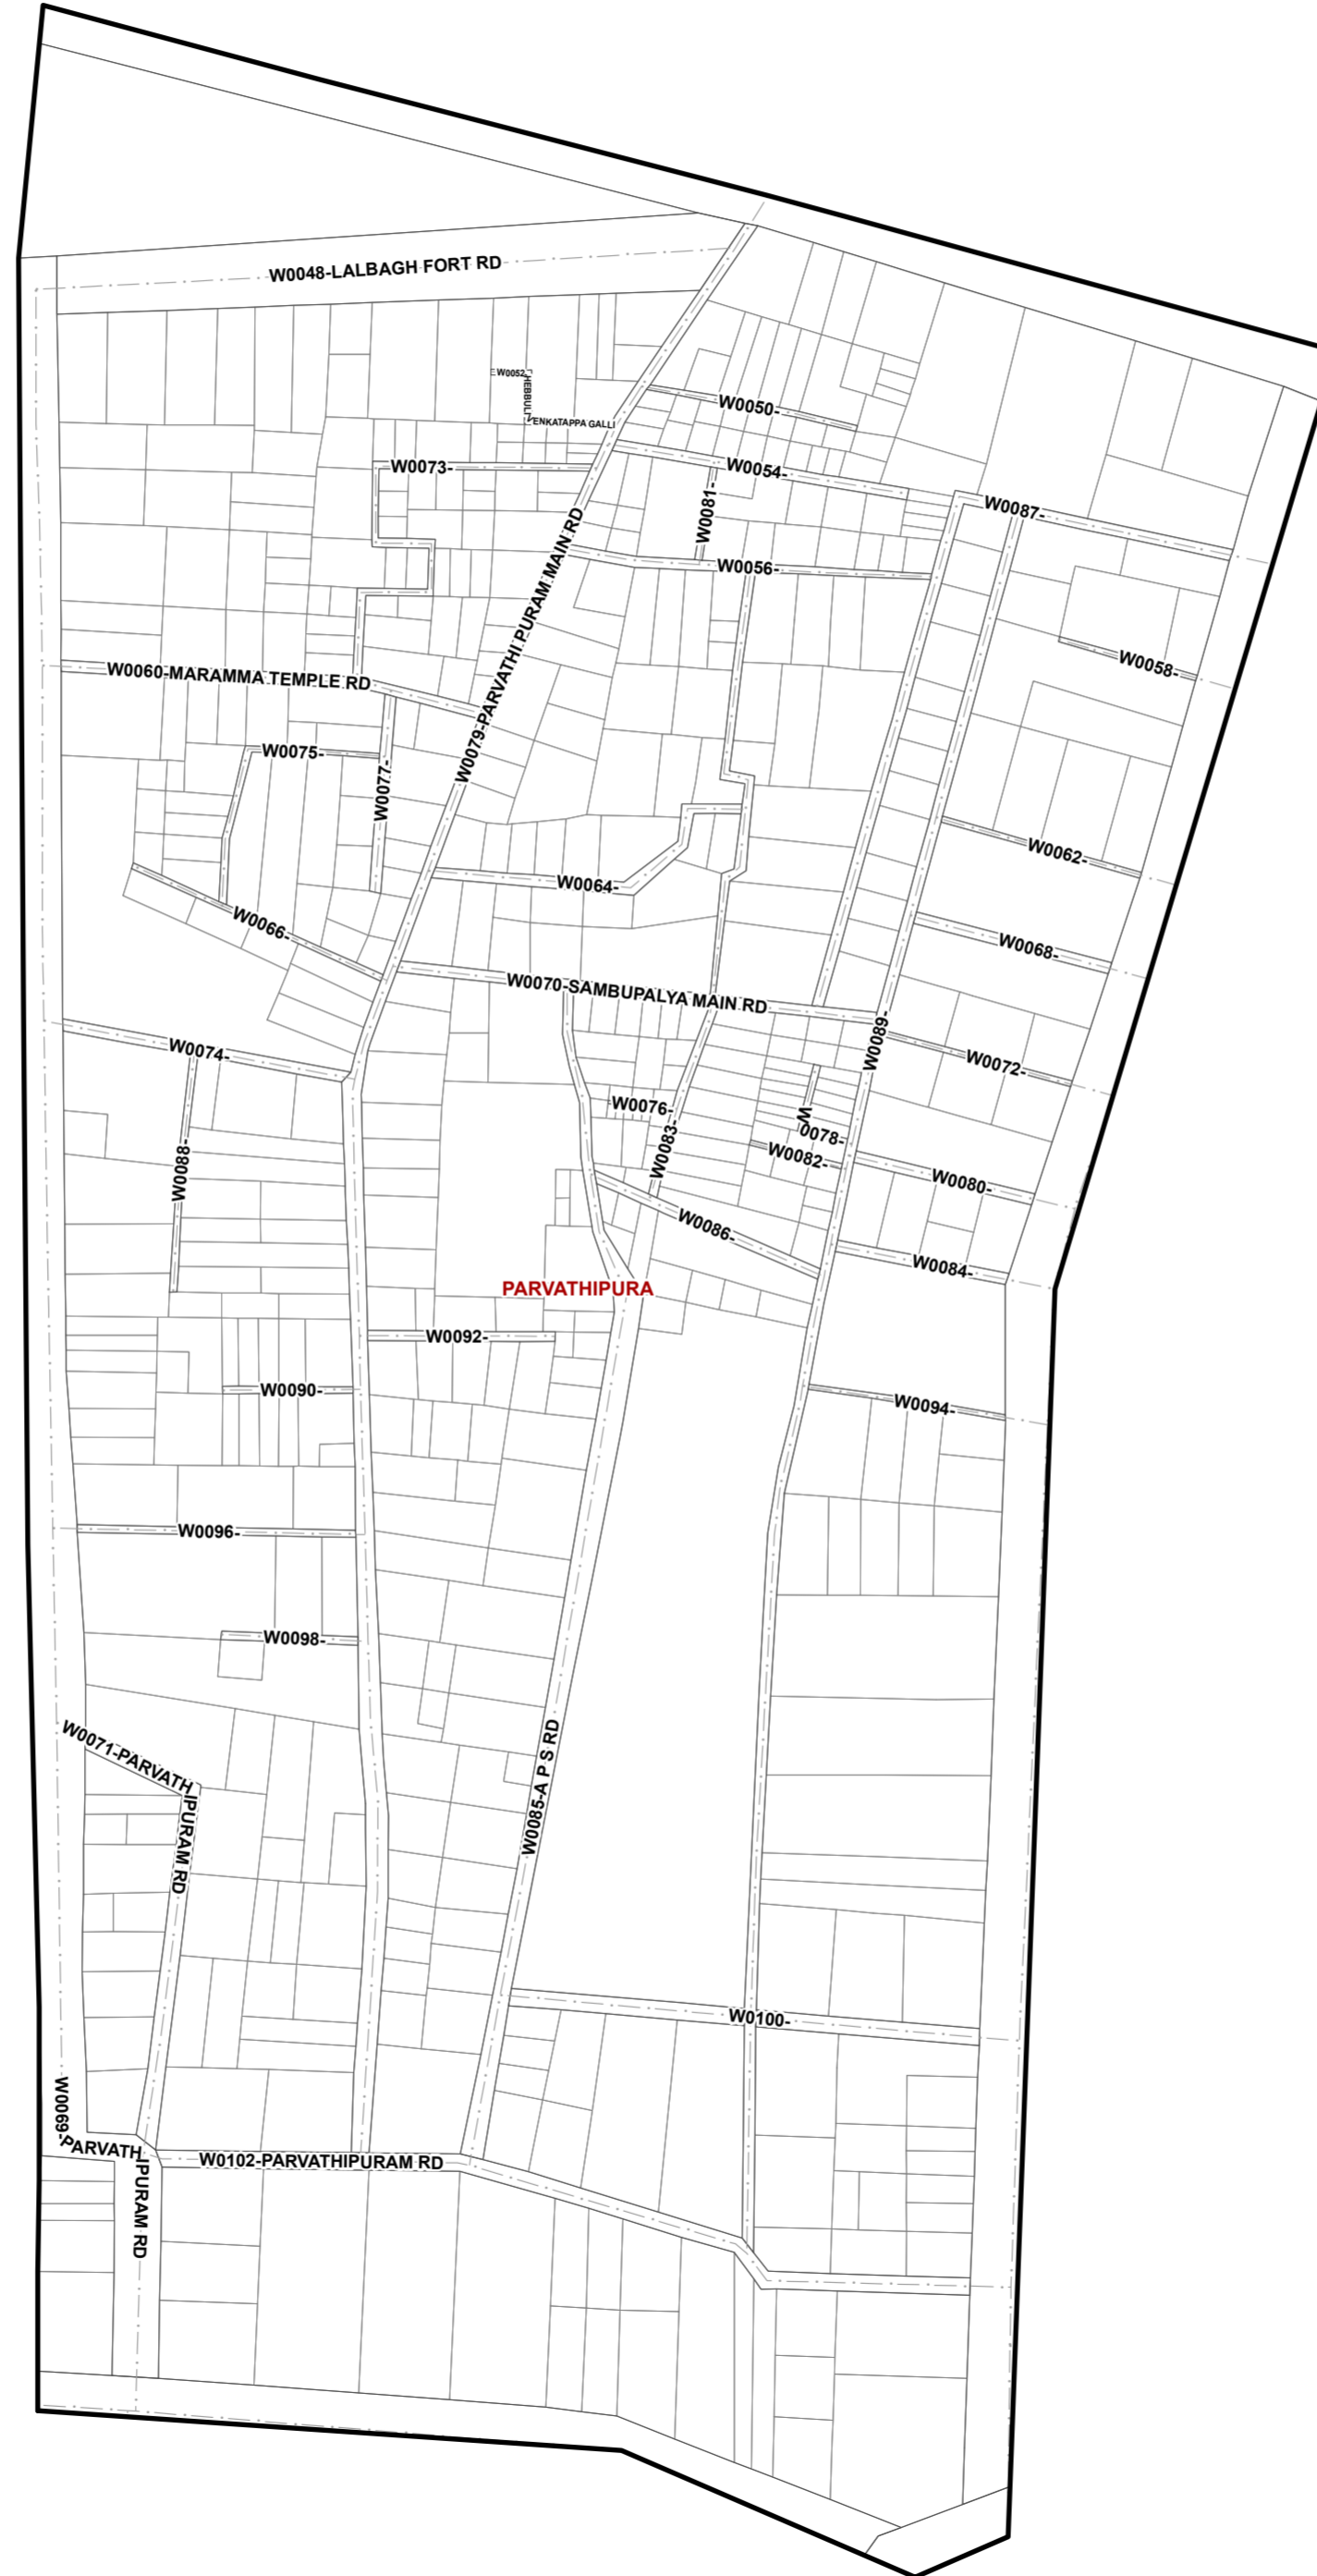 W0048-LALBAGH FORT RD
W0052-
HEBBULI VENKATAPPA GALLI
W0050-
W0073-
W0054-
W0081-
W0087-
W0056-
W0079-PARVATHI PURAM MAIN RD
W0058-
W0060-MARAMMA TEMPLE RD
W0075-
W0077-
W0062-
W0064-
W0066-
W0068-
W0070-SAMBUPALYA MAIN RD
W0089-
W0074-
W0072-
W0076-
W0078-
W0083-
W0082-
W0088-
W0080-
W0086-
W0084-
PARVATHIPURA
W0092-
W0090-
W0094-
W0096-
W0098-
W0071-PARVATHIPURAM RD
W0085-A P S RD
W0100-
W0069-PARVATHIPURAM RD
W0102-PARVATHIPURAM RD